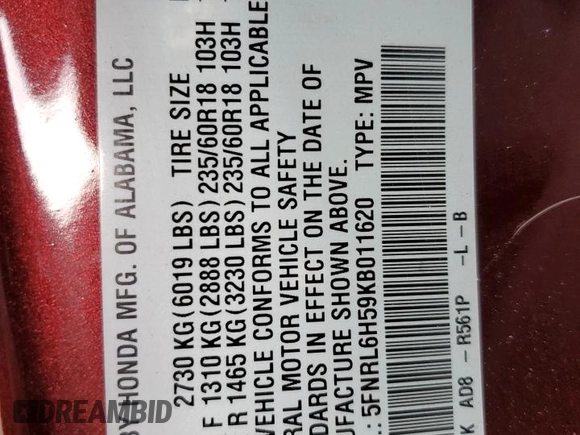 BY HONDA MFG. OF ALABAMA, LLC
2730 KG(6019 LBS) TIRE SIZE
F 1310 KG(2888 LBS) 235/60R18 103H
R 1465 KG(3230 LBS) 235/60R18 103H
VEHICLE CONFORMS TO ALL APPLICABLE
RAL MOTOR VEHICLE SAFETY
DARDS IN EFFECT ON THE DATE OF
UFACTURE SHOWN ABOVE.
.: 5FNRL6H59KB011620 TYPE: MPV
K AD8 - R561P -L-B
DREAMBID